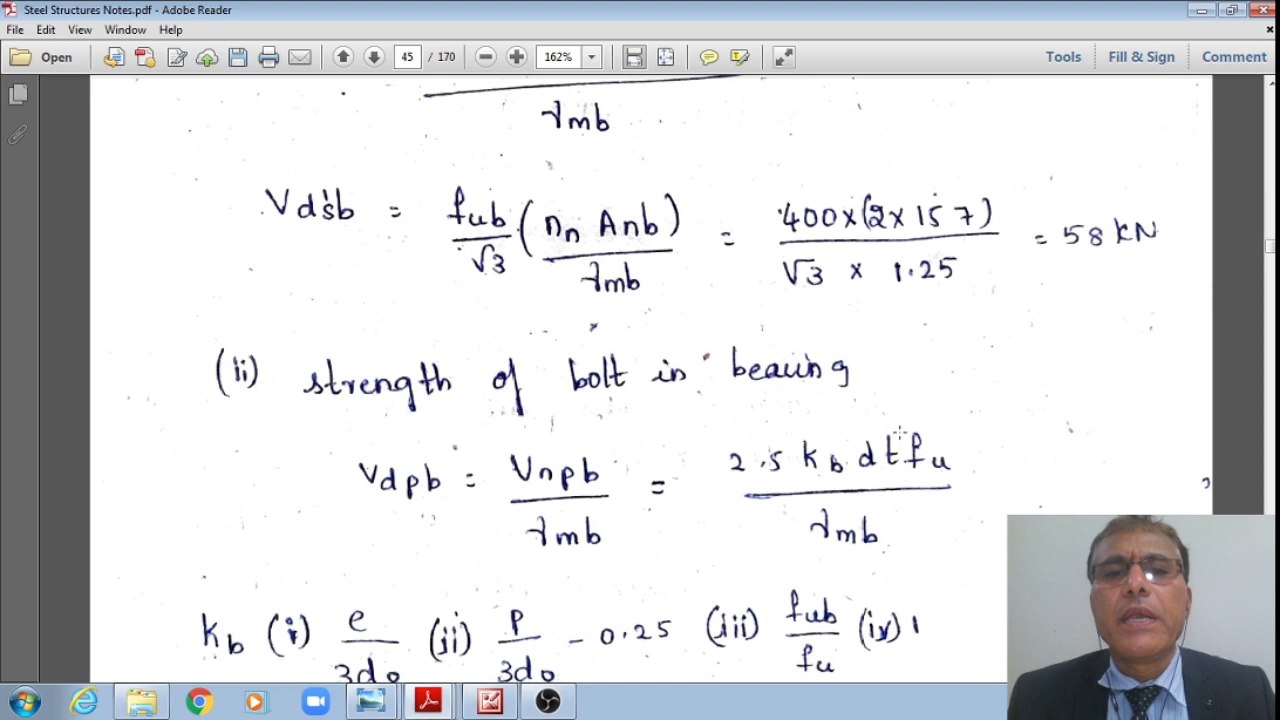 Steel Structures Notes.pdf - Adobe Reader
File Edit View Window Help
Open 45 / 170 162% Tools Fill & Sign Comment
γmb
Vdsb = fub/√3 (nn Anb)/γmb = 400×(2×157)/√3 × 1.25 = 58 KN
(ii) strength of bolt in bearing
Vdpb = Vnpb/γmb = 2.5 kb dt fu/γmb
kb (i) e/3do (ii) P/3do - 0.25 (iii) fub/fu (iv) 1